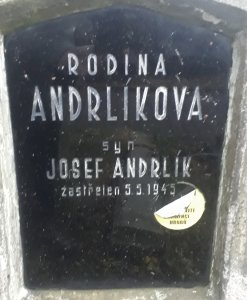 RODINA
ANDRLÍKOVA
syn
JOSEF ANDRLÍK
zastřelen 5.5.1945